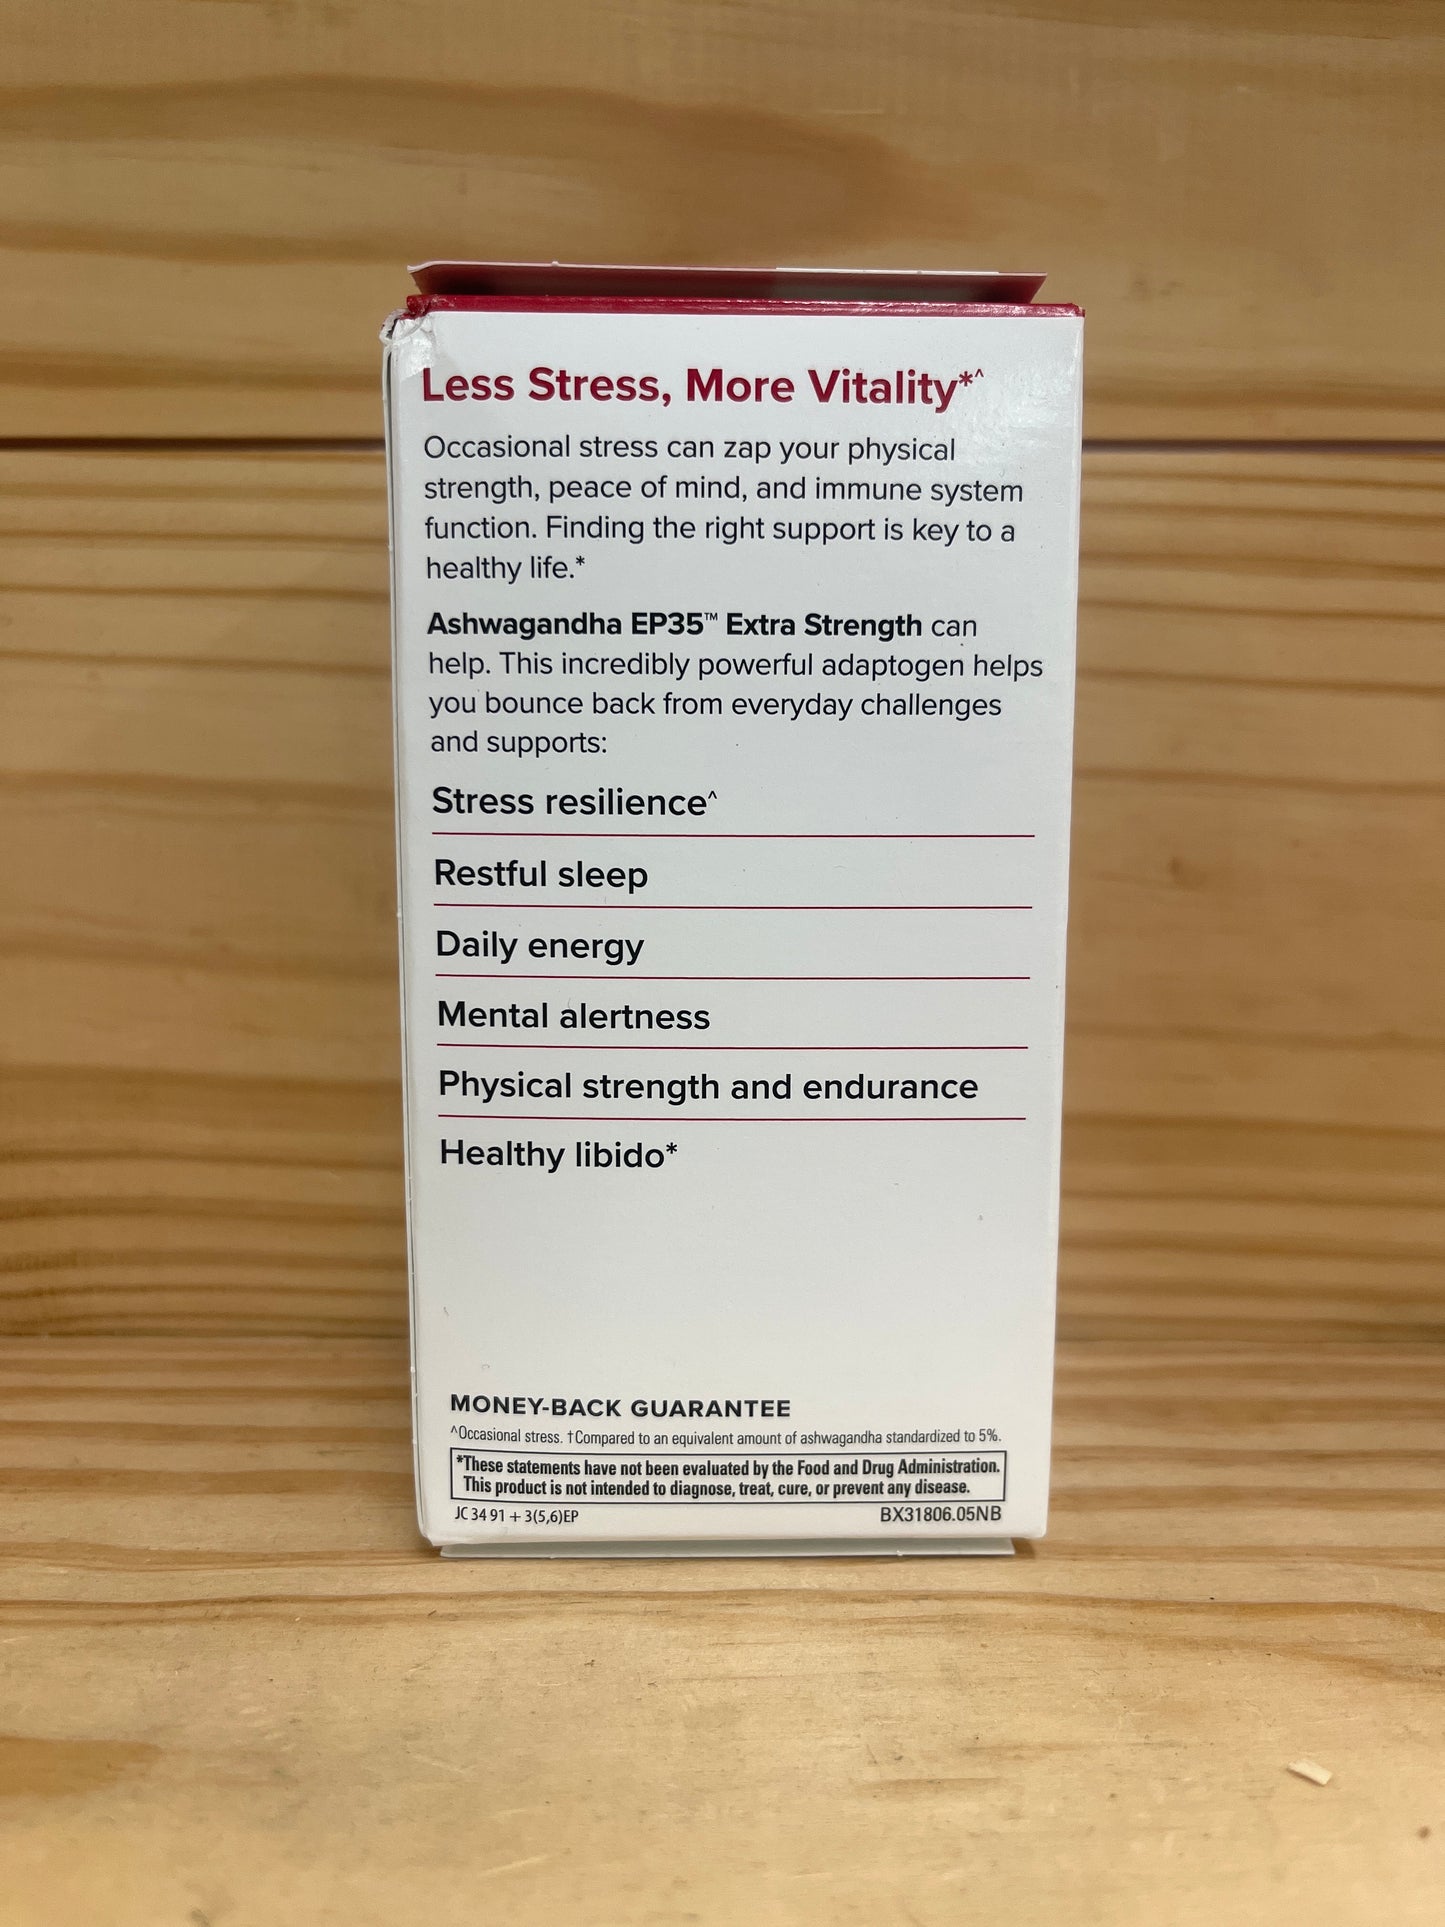 Less Stress, More Vitality*^
Occasional stress can zap your physical
strength, peace of mind, and immune system
function. Finding the right support is key to a
healthy life.*
Ashwagandha EP35™ Extra Strength can
help. This incredibly powerful adaptogen helps
you bounce back from everyday challenges
and supports:
Stress resilience^
Restful sleep
Daily energy
Mental alertness
Physical strength and endurance
Healthy libido*
MONEY-BACK GUARANTEE
^Occasional stress. †Compared to an equivalent amount of ashwagandha standardized to 5%.
*These statements have not been evaluated by the Food and Drug Administration.
This product is not intended to diagnose, treat, cure, or prevent any disease.
JC 34 91 + 3(5,6)EP BX31806.05NB